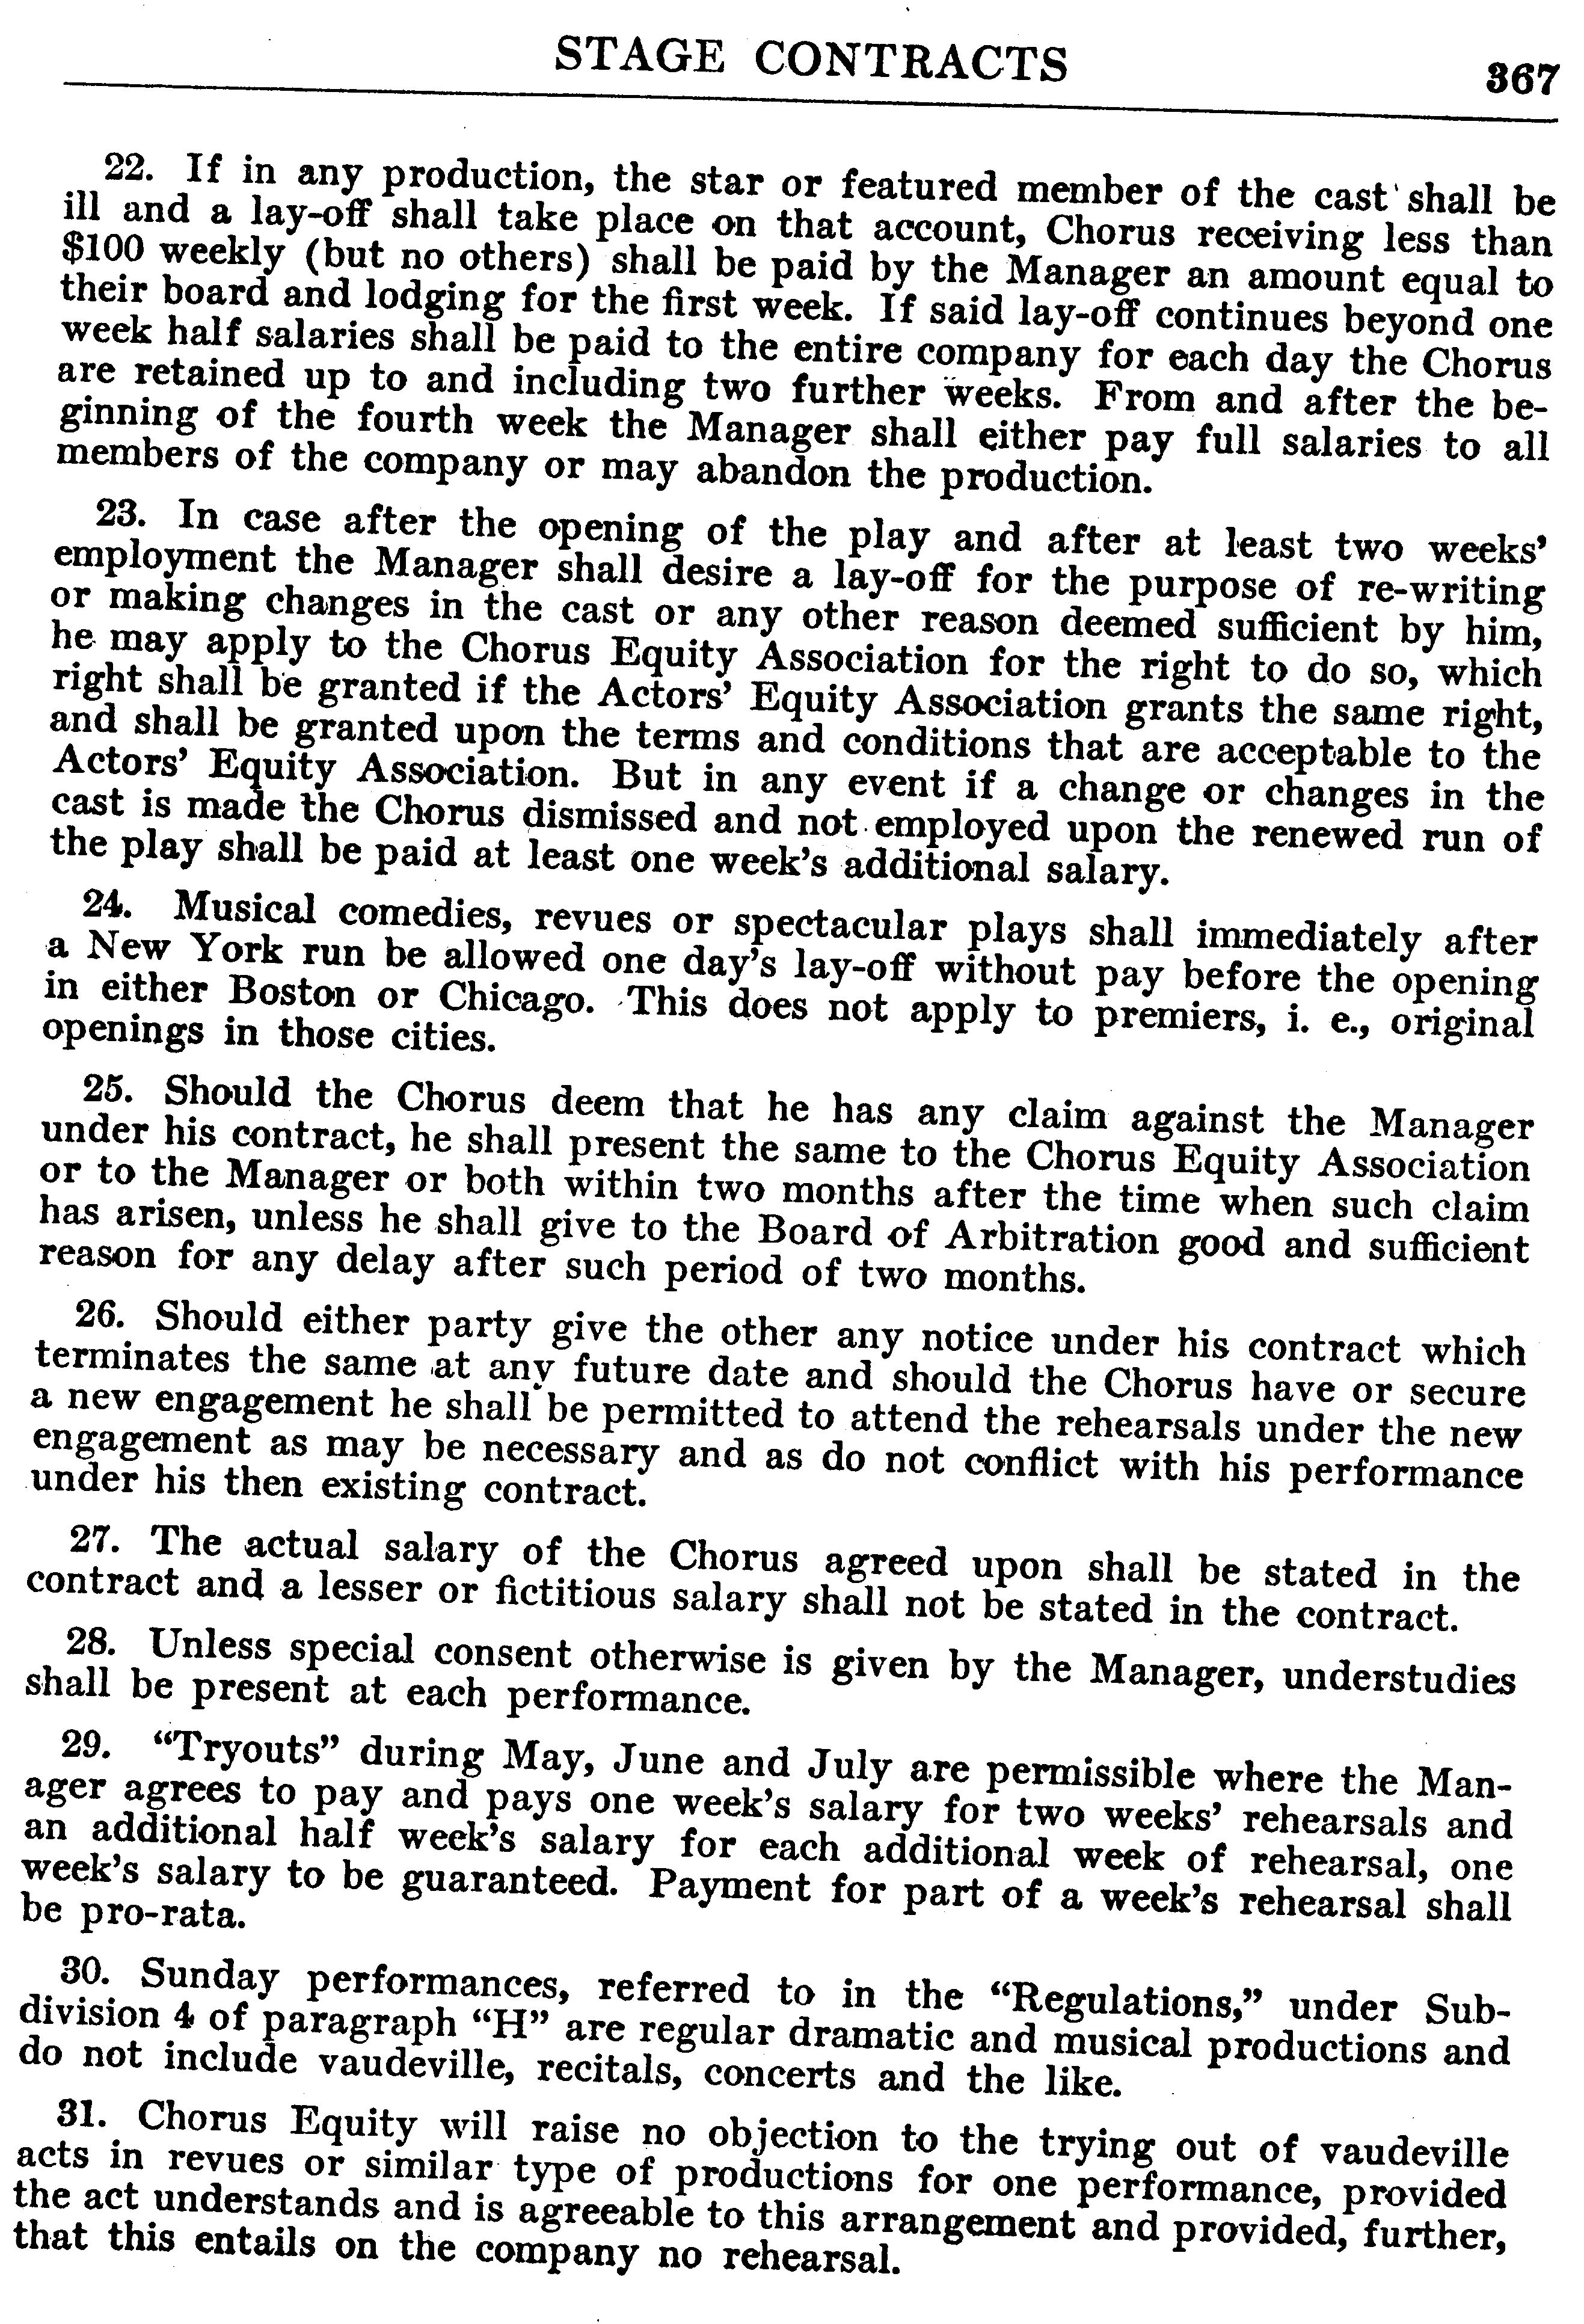 STAGE CONTRACTS 367
22. If in any production, the star or featured member of the cast shall be
ill and a lay-off shall take place on that account, Chorus receiving less than
$100 weekly (but no others) shall be paid by the Manager an amount equal to
their board and lodging for the first week. If said lay-off continues beyond one
week half salaries shall be paid to the entire company for each day the Chorus
are retained up to and including two further weeks. From and after the be-
ginning of the fourth week the Manager shall either pay full salaries to all
members of the company or may abandon the production.
23. In case after the opening of the play and after at least two weeks'
employment the Manager shall desire a lay-off for the purpose of re-writing
or making changes in the cast or any other reason deemed sufficient by him,
he may apply to the Chorus Equity Association for the right to do so, which
right shall be granted if the Actors' Equity Association grants the same right,
and shall be granted upon the terms and conditions that are acceptable to the
Actors' Equity Association. But in any event if a change or changes in the
cast is made the Chorus dismissed and not employed upon the renewed run of
the play shall be paid at least one week's additional salary.
24. Musical comedies, revues or spectacular plays shall immediately after
a New York run be allowed one day's lay-off without pay before the opening
in either Boston or Chicago. This does not apply to premiers, i. e., original
openings in those cities.
25. Should the Chorus deem that he has any claim against the Manager
under his contract, he shall present the same to the Chorus Equity Association
or to the Manager or both within two months after the time when such claim
has arisen, unless he shall give to the Board of Arbitration good and sufficient
reason for any delay after such period of two months.
26. Should either party give the other any notice under his contract which
terminates the same at any future date and should the Chorus have or secure
a new engagement he shall be permitted to attend the rehearsals under the new
engagement as may be necessary and as do not conflict with his performance
under his then existing contract.
27. The actual salary of the Chorus agreed upon shall be stated in the
contract and a lesser or fictitious salary shall not be stated in the contract.
28. Unless special consent otherwise is given by the Manager, understudies
shall be present at each performance.
29. "Tryouts" during May, June and July are permissible where the Man-
ager agrees to pay and pays one week's salary for two weeks' rehearsals and
an additional half week's salary for each additional week of rehearsal, one
week's salary to be guaranteed. Payment for part of a week's rehearsal shall
be pro-rata.
30. Sunday performances, referred to in the "Regulations," under Sub-
division 4 of paragraph "H" are regular dramatic and musical productions and
do not include vaudeville, recitals, concerts and the like.
31. Chorus Equity will raise no objection to the trying out of vaudeville
acts in revues or similar type of productions for one performance, provided
the act understands and is agreeable to this arrangement and provided, further,
that this entails on the company no rehearsal.